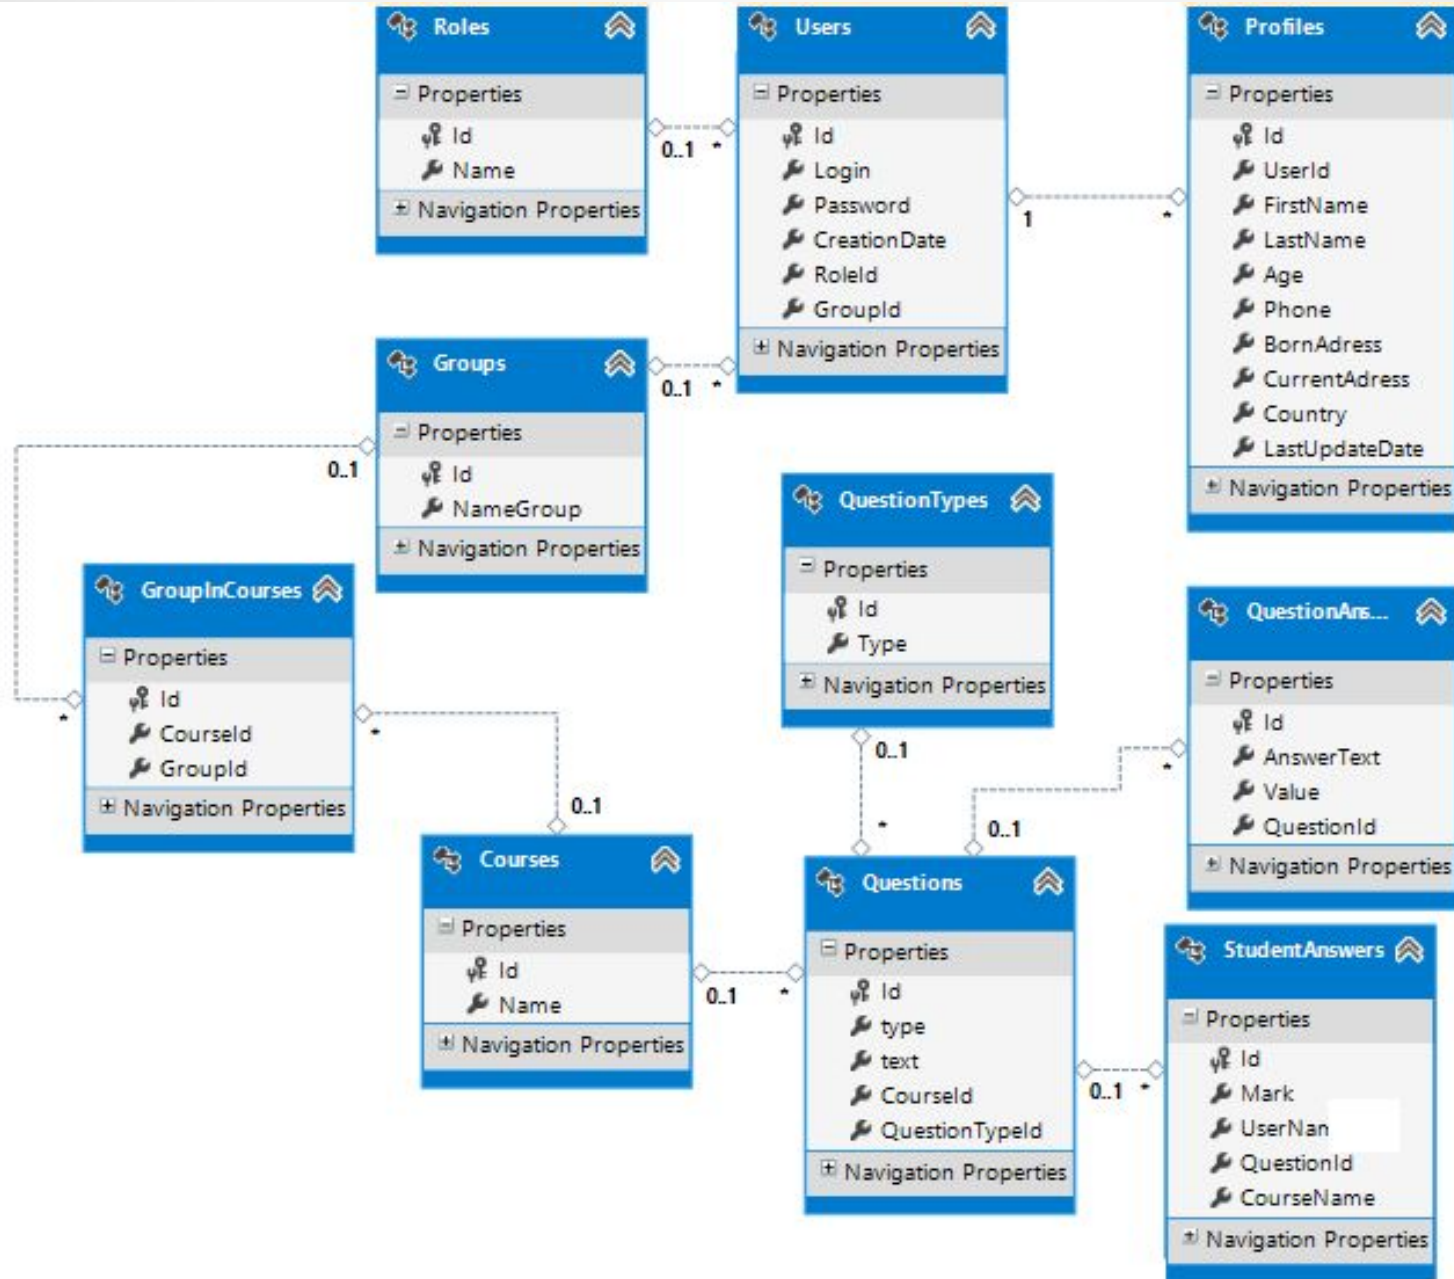 Roles
Properties
Id
Name
Navigation Properties
0..1 *
Users
Properties
Id
Login
Password
CreationDate
RoleId
GroupId
Navigation Properties
1
*
Profiles
Properties
Id
UserId
FirstName
LastName
Age
Phone
BornAdress
CurrentAdress
Country
LastUpdateDate
Navigation Properties
Groups
Properties
Id
NameGroup
Navigation Properties
0..1 *
0..1
*
GroupInCourses
Properties
Id
CourseId
GroupId
Navigation Properties
*
0..1
QuestionTypes
Properties
Id
Type
Navigation Properties
0..1
*
QuestionAns...
Properties
Id
AnswerText
Value
QuestionId
Navigation Properties
*
0..1
Courses
Properties
Id
Name
Navigation Properties
0..1 *
Questions
Properties
Id
type
text
CourseId
QuestionTypeId
Navigation Properties
0..1 *
StudentAnswers
Properties
Id
Mark
QuestionId
CourseName
Navigation Properties